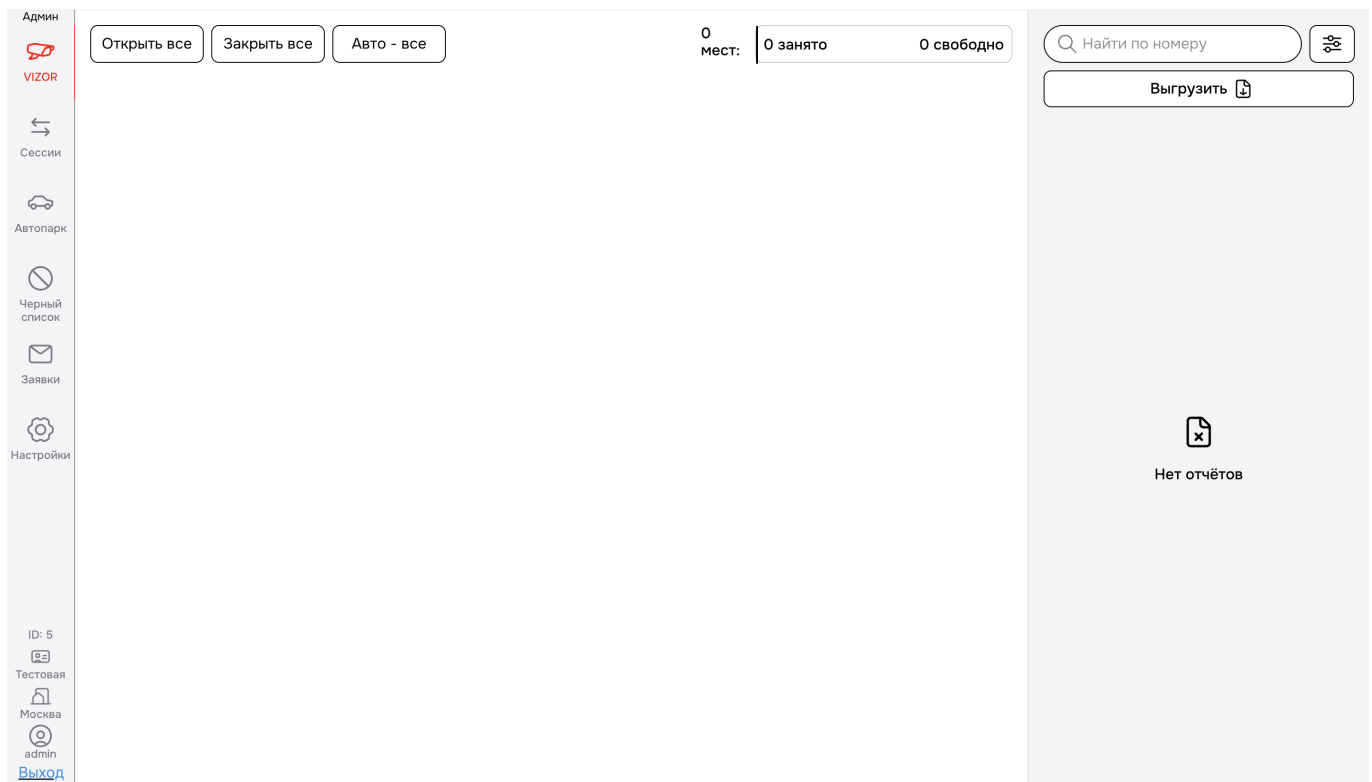 Админ
VIZOR
Сессии
Автопарк
Черный
список
Заявки
Настройки
ID: 5
Тестовая
Москва
admin
Выход
Открыть все
Закрыть все
Авто - все
0
мест:
0 занято
0 свободно
Найти по номеру
Выгрузить
Нет отчётов